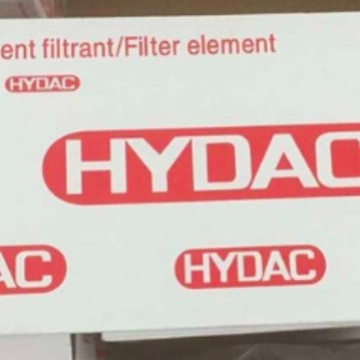 ent filtrant/Filter element
HYDAC
HYDAC
AC
HYDAC